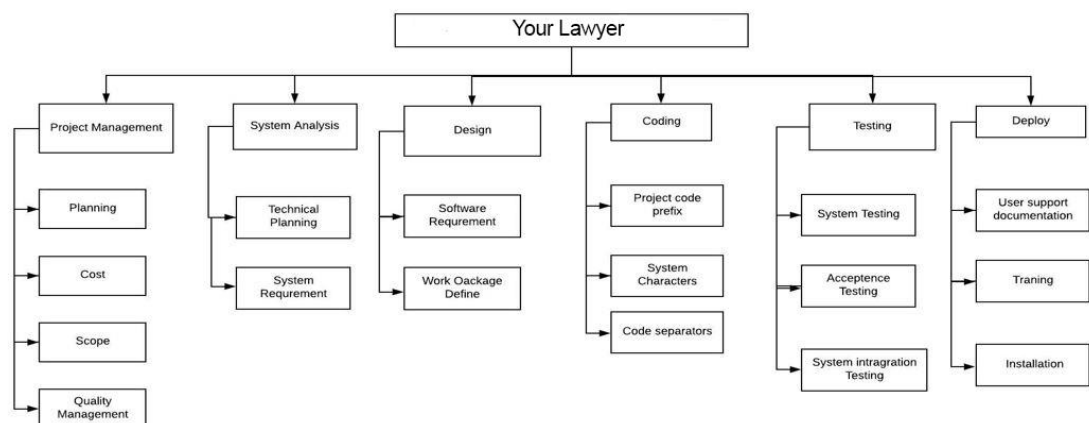 Your Lawyer
Project Management
System Analysis
Design
Coding
Testing
Deploy
Planning
Cost
Scope
Quality
Management
Technical
Planning
System
Requrement
Software
Requrement
Work Oackage
Define
Project code
prefix
System
Characters
Code separators
System Testing
Acceptence
Testing
System intragration
Testing
User support
documentation
Traning
Installation